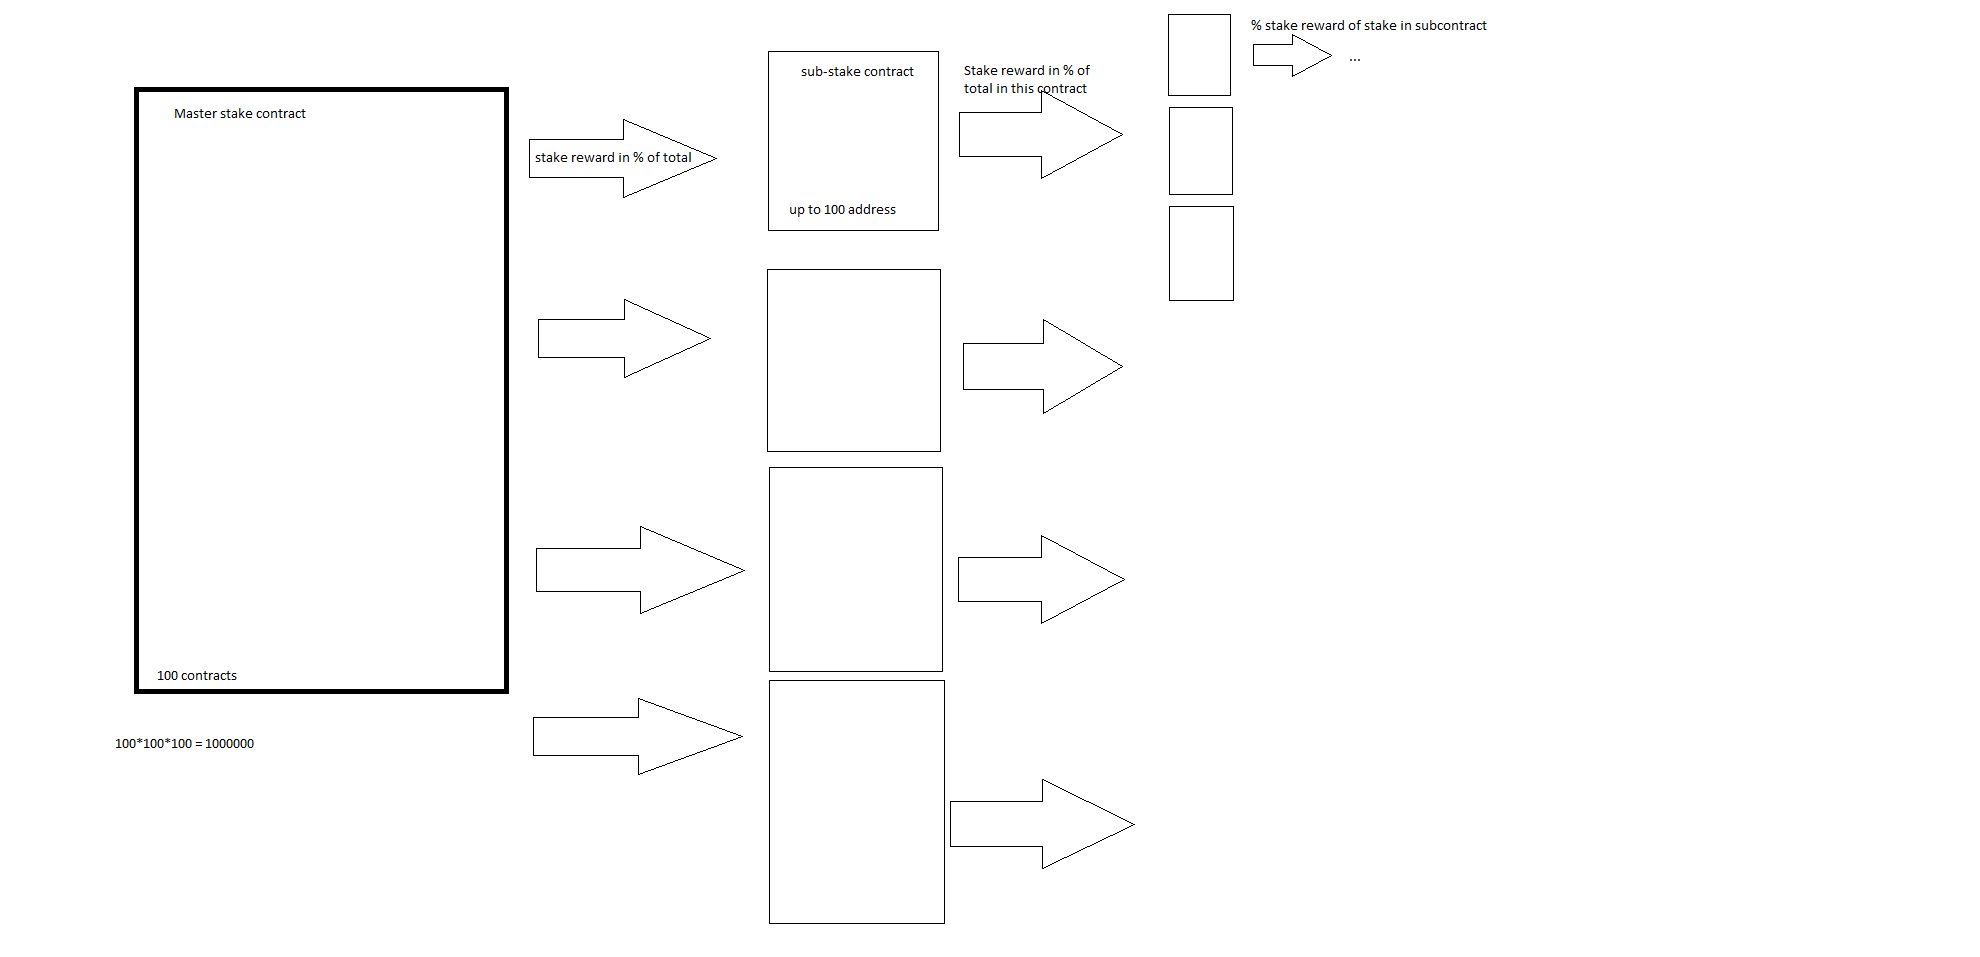 Master stake contract
100 contracts
100*100*100 = 1000000
stake reward in % of total
sub-stake contract
up to 100 address
Stake reward in % of
total in this contract
% stake reward of stake in subcontract
...